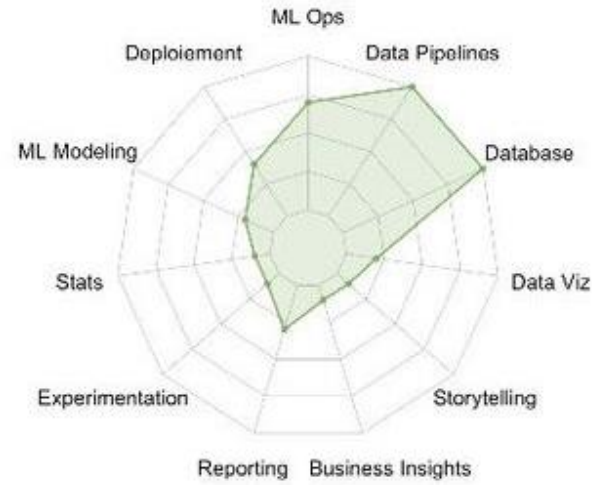 ML Ops
Deploiement
Data Pipelines
ML Modeling
Database
Stats
Data Viz
Experimentation
Storytelling
Reporting
Business Insights